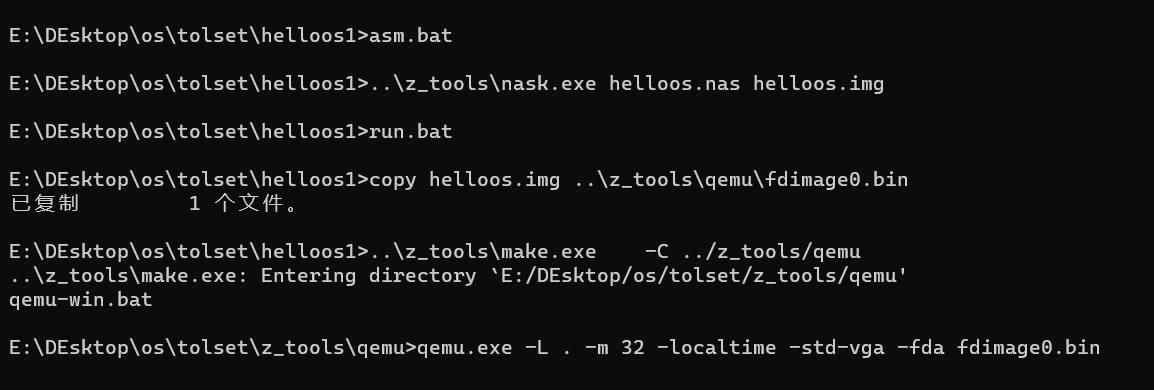 E:\DEsktop\os\tolset\helloos1>asm.bat
E:\DEsktop\os\tolset\helloos1>..\z_tools\nask.exe helloos.nas helloos.img
E:\DEsktop\os\tolset\helloos1>run.bat
E:\DEsktop\os\tolset\helloos1>copy helloos.img ..\z_tools\qemu\fdimage0.bin
已复制         1 个文件。
E:\DEsktop\os\tolset\helloos1>..\z_tools\make.exe    -C ../z_tools/qemu
..\z_tools\make.exe: Entering directory `E:/DEsktop/os/tolset/z_tools/qemu'
qemu-win.bat
E:\DEsktop\os\tolset\z_tools\qemu>qemu.exe -L . -m 32 -localtime -std-vga -fda fdimage0.bin